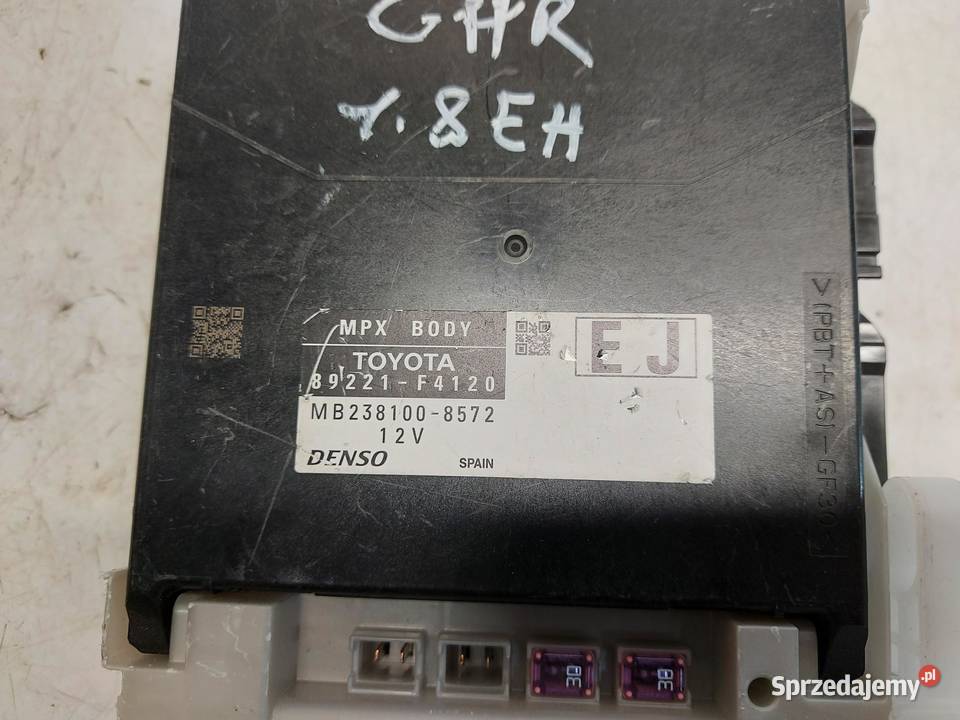 CHR
1.8EH
MPX BODY
TOYOTA
89221-F4120
MB238100-8572
12V
DENSO
SPAIN
EJ
>(PBT+AS)-GF30<
30
30
Sprzedajemy.pl